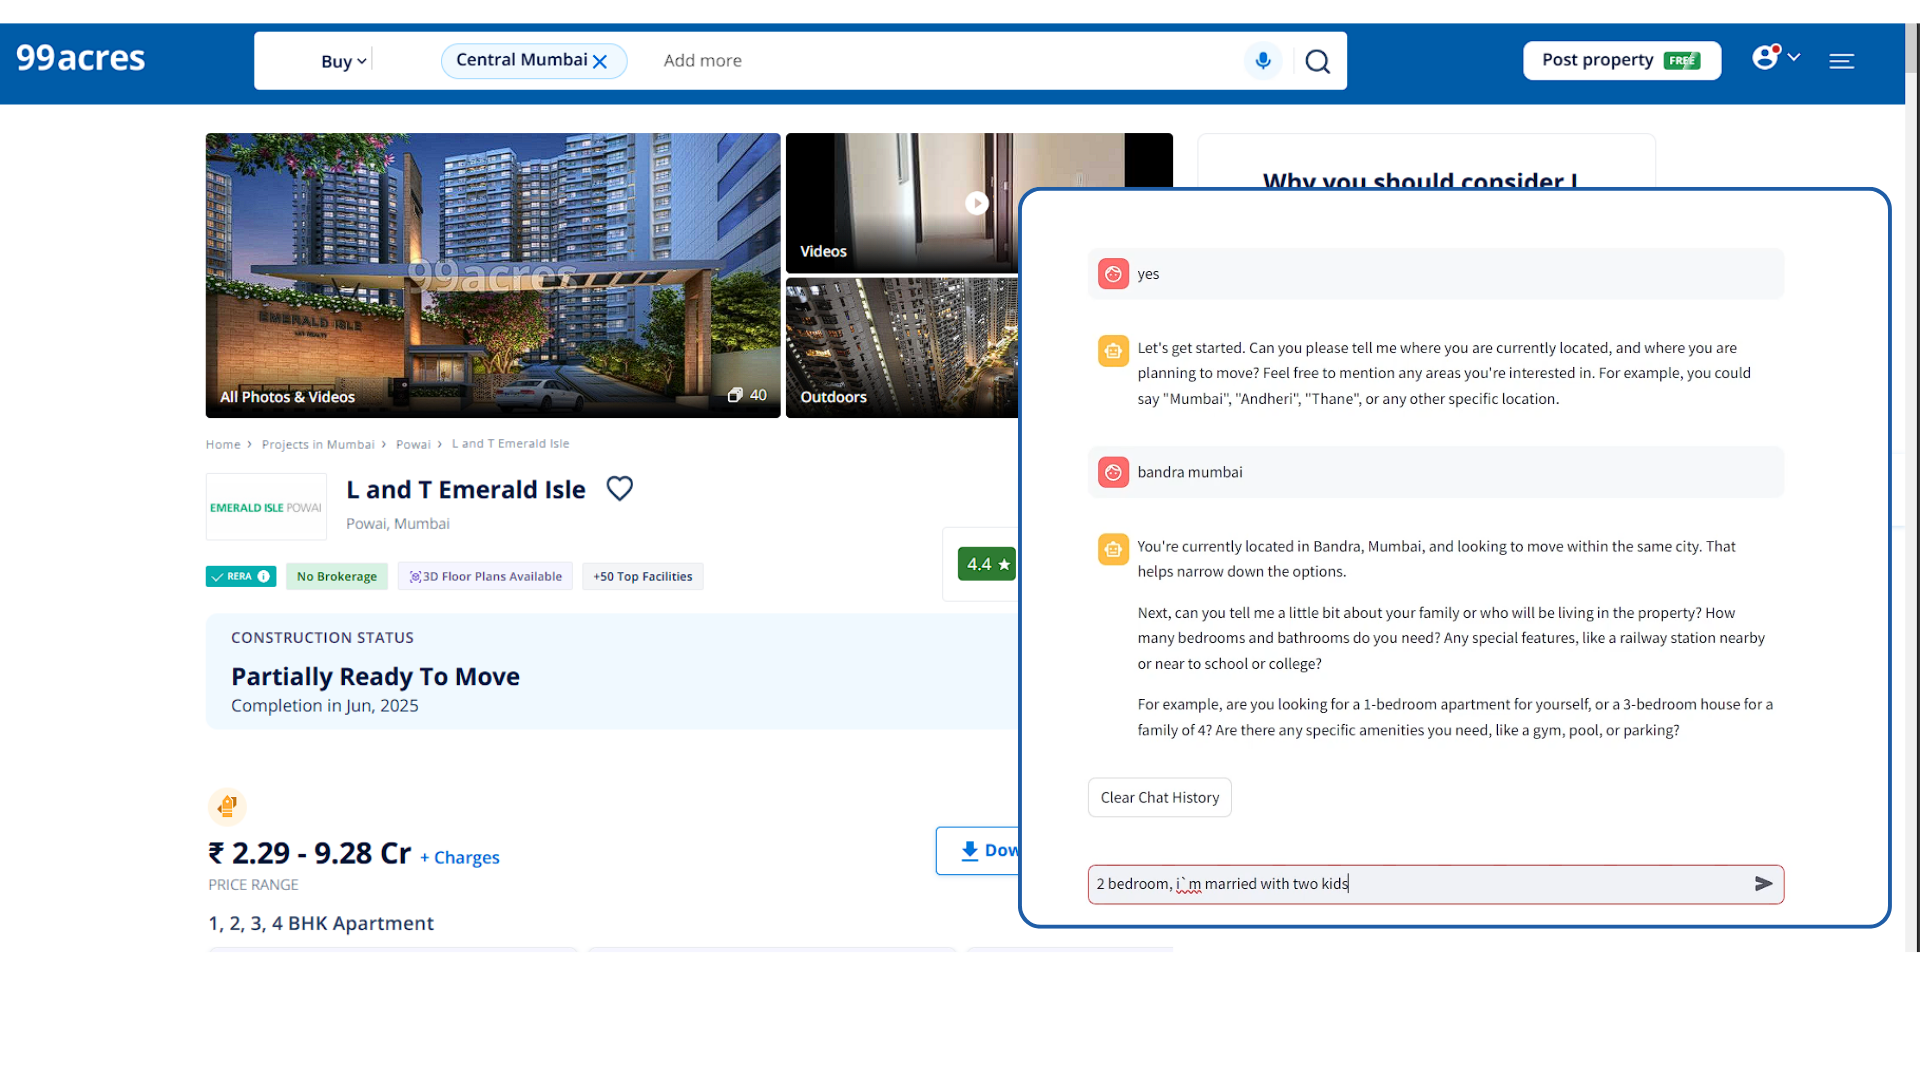 99acres
Buy
Central Mumbai
Add more
Post property FREE
99acres
EMERALD ISLE
All Photos & Videos
40
Videos
Outdoors
Why you should consider L
Home > Projects in Mumbai > Powai > L and T Emerald Isle
EMERALD ISLE POWAI
L and T Emerald Isle
Powai, Mumbai
RERA
No Brokerage
3D Floor Plans Available
+50 Top Facilities
4.4 ★
CONSTRUCTION STATUS
Partially Ready To Move
Completion in Jun, 2025
₹ 2.29 - 9.28 Cr + Charges
PRICE RANGE
1, 2, 3, 4 BHK Apartment
yes
Let's get started. Can you please tell me where you are currently located, and where you are
planning to move? Feel free to mention any areas you're interested in. For example, you could
say "Mumbai", "Andheri", "Thane", or any other specific location.
bandra mumbai
You're currently located in Bandra, Mumbai, and looking to move within the same city. That
helps narrow down the options.
Next, can you tell me a little bit about your family or who will be living in the property? How
many bedrooms and bathrooms do you need? Any special features, like a railway station nearby
or near to school or college?
For example, are you looking for a 1-bedroom apartment for yourself, or a 3-bedroom house for a
family of 4? Are there any specific amenities you need, like a gym, pool, or parking?
Clear Chat History
2 bedroom, i`m married with two kids